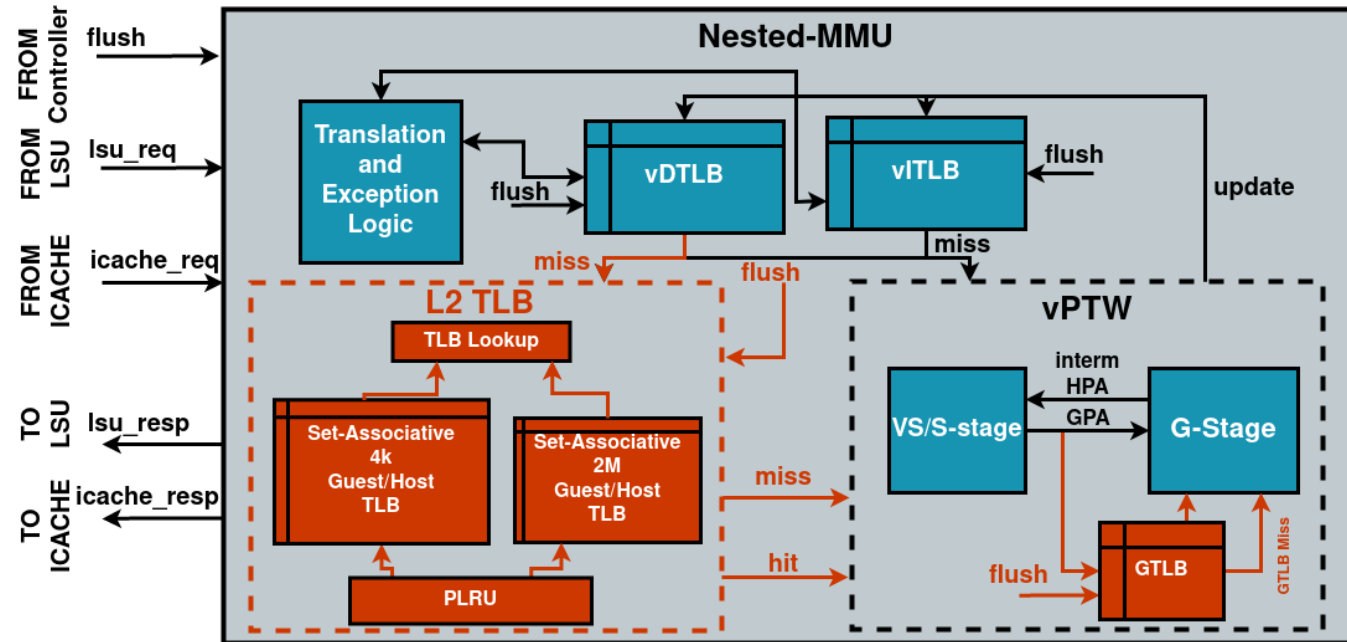 Nested-MMU
FROM
Controller
flush
FROM
LSU
lsu_req
FROM
ICACHE
icache_req
TO
LSU
lsu_resp
TO
ICACHE
icache_resp
Translation
and
Exception
Logic
flush
vDTLB
vITLB
flush
update
miss
miss
flush
L2 TLB
TLB Lookup
Set-Associative
4k
Guest/Host
TLB
Set-Associative
2M
Guest/Host
TLB
PLRU
miss
hit
vPTW
VS/S-stage
interm
HPA
GPA
G-Stage
flush
GTLB
GTLB Miss